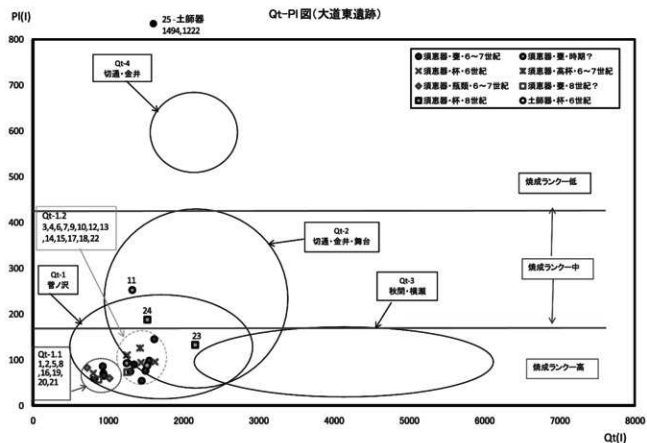 Qt-PI図(大道東遺跡)
PI(I)
25 -土師器
1494,1222
800
700
600
500
400
300
200
100
0
Qt-4
切通・金井
●須恵器・甕・6～7世紀
須恵器・甕・時期？
須恵器・杯・6世紀
須恵器・高杯・6～7世紀
須恵器・瓶類・6～7世紀
須恵器・甕・8世紀？
須恵器・杯・8世紀
土師器・杯・6世紀
焼成ランクー低
Qt-1.2
3,4,6,7,9,10,12,13
,14,15,17,18,22
Qt-2
切通・金井・舞台
焼成ランクー中
Qt-1
菅ノ沢
11
24
23
Qt-3
秋間・横瀬
Qt-1.1
1,2,5,8
,16,19,
20,21
焼成ランクー高
0
1000
2000
3000
4000
5000
6000
7000
8000
Qt(I)